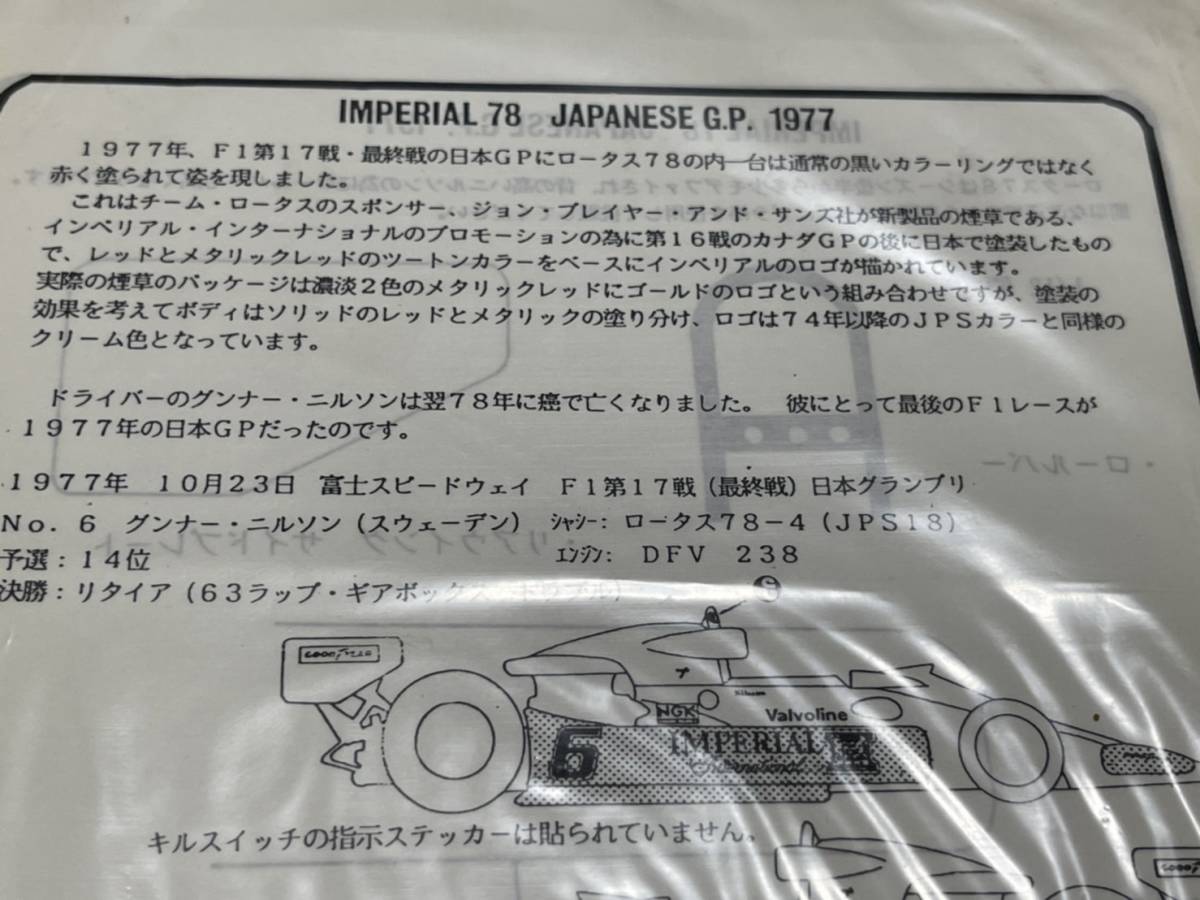 IMPERIAL 78 JAPANESE G.P. 1977
1977年、F1第17戦・最終戦の日本GPにロータス78の内一台は通常の黒いカラーリングではなく
赤く塗られて姿を現しました。
これはチーム・ロータスのスポンサー、ジョン・プレイヤー・アンド・サンズ社が新製品の煙草である、
インペリアル・インターナショナルのプロモーションの為に第16戦のカナダGPの後に日本で塗装したもの
で、レッドとメタリックレッドのツートンカラーをベースにインペリアルのロゴが描かれています。
実際の煙草のパッケージは濃淡2色のメタリックレッドにゴールドのロゴという組み合わせですが、塗装の
効果を考えてボディはソリッドのレッドとメタリックの塗り分け、ロゴは74年以降のJPSカラーと同様の
クリーム色となっています。
ドライバーのグンナー・ニルソンは翌78年に癌で亡くなりました。 彼にとって最後のF1レースが
1977年の日本GPだったのです。
1977年 10月23日 富士スピードウェイ F1第17戦（最終戦）日本グランプリ
No. 6 グンナー・ニルソン（スウェーデン） ｼｬｼｰ: ロータス78-4（JPS18）
予選：14位 ｴﾝｼﾞﾝ: DFV 238
決勝：リタイア（63ラップ・ギアボックス トラブル）
GOODYEAR
NGK
Valvoline
6
IMPERIAL
International
キルスイッチの指示ステッカーは貼られていません。